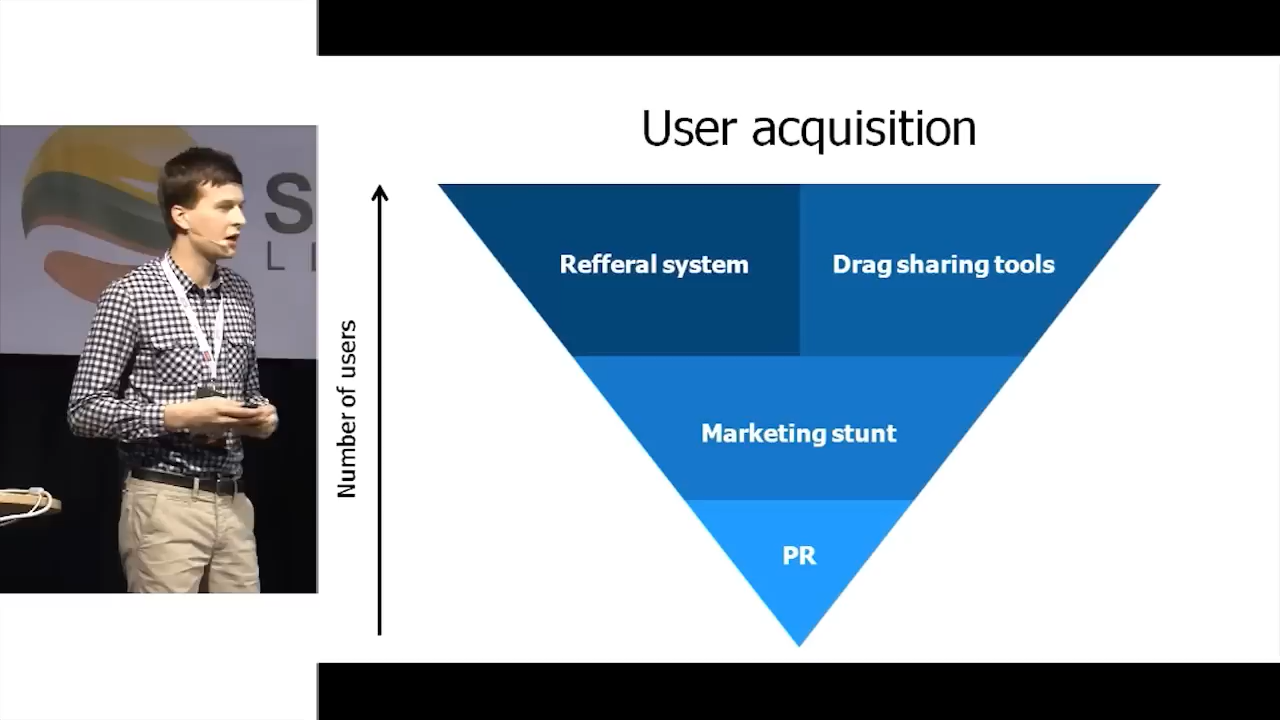 User acquisition
Refferal system
Drag sharing tools
Marketing stunt
PR
Number of users